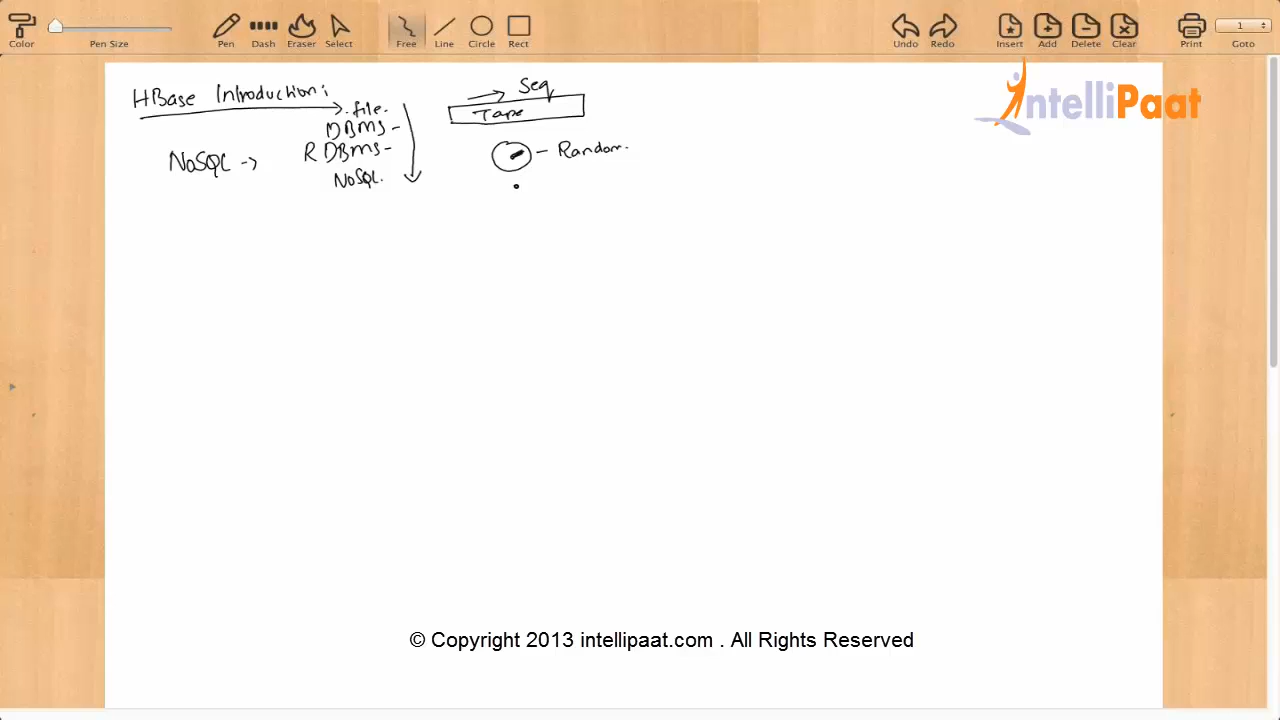 Color
Pen Size
Pen
Dash
Eraser
Select
Free
Line
Circle
Rect
Undo
Redo
Insert
Add
Delete
Clear
Print
1
Goto
IntelliPaat
HBase Introduction:
file.
DBMS -
RDBMS -
NoSQL.
NoSQL ->
Seq
Tape
- Random.
© Copyright 2013 intellipaat.com . All Rights Reserved